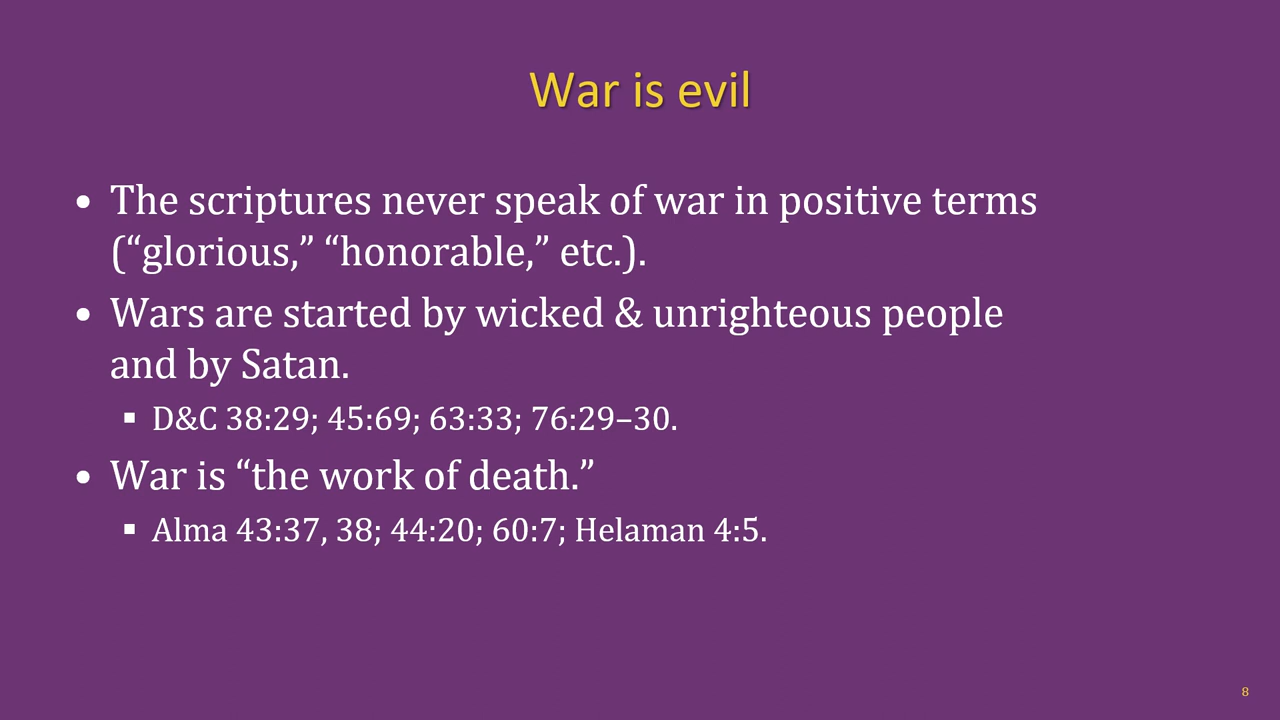 War is evil
• The scriptures never speak of war in positive terms
(“glorious,” “honorable,” etc.).
• Wars are started by wicked & unrighteous people
and by Satan.
▪ D&C 38:29; 45:69; 63:33; 76:29–30.
• War is “the work of death.”
▪ Alma 43:37, 38; 44:20; 60:7; Helaman 4:5.
8